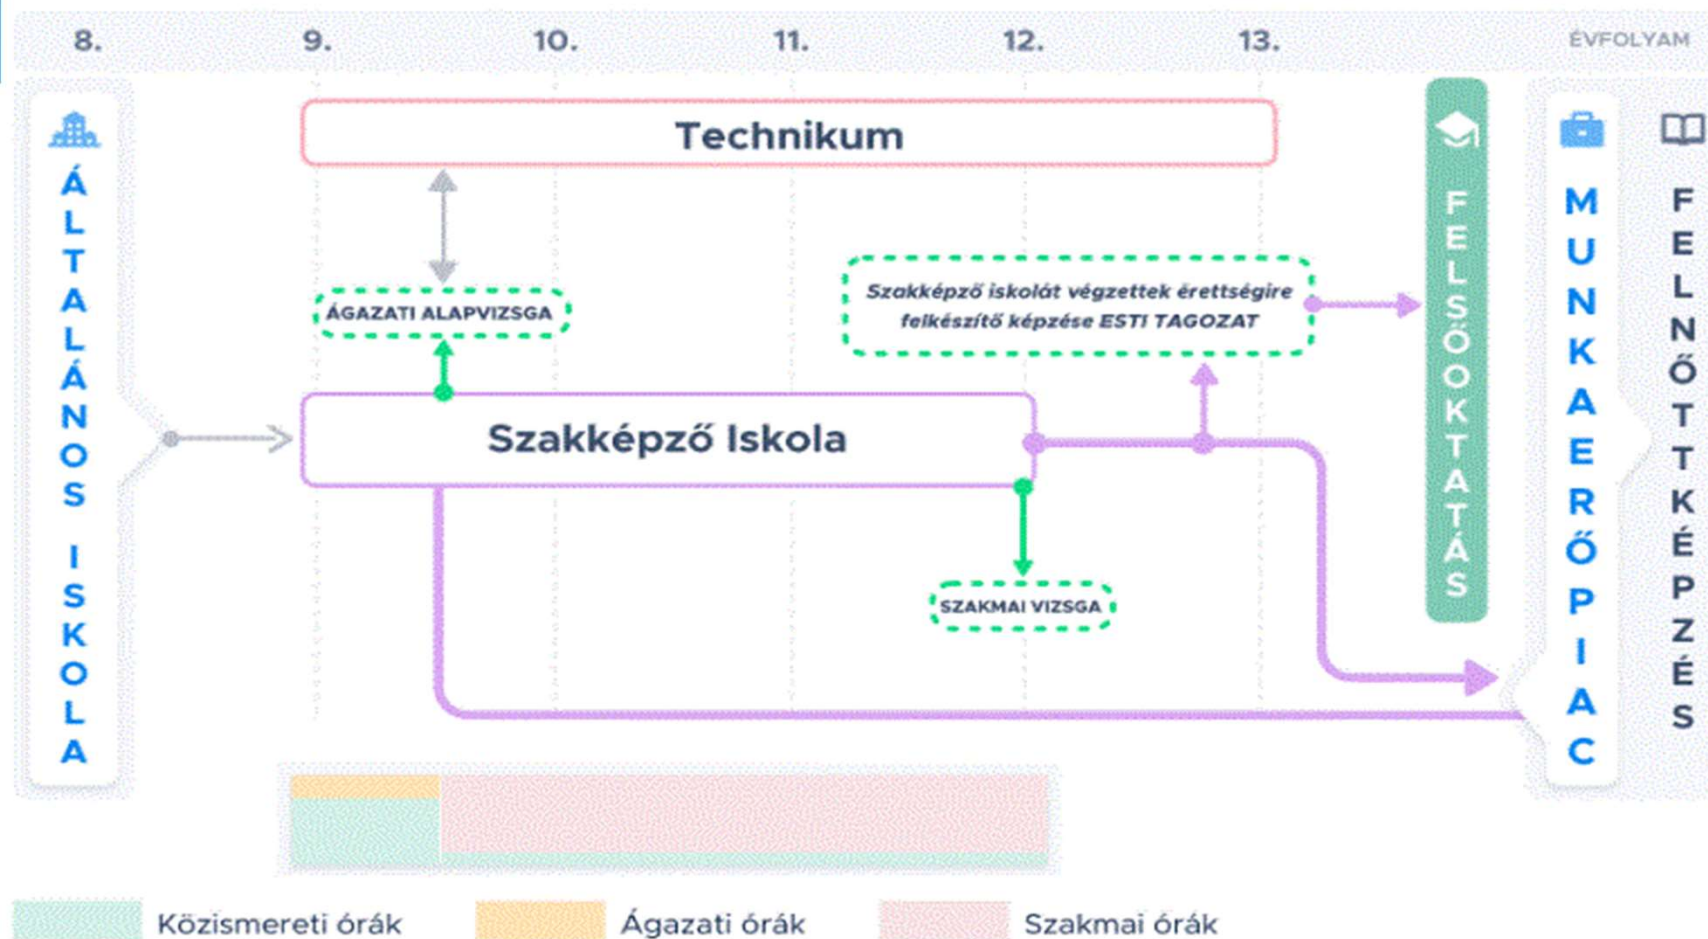 8. 9. 10. 11. 12. 13. ÉVFOLYAM
ÁLTALÁNOS ISKOLA
Technikum
ÁGAZATI ALAPVIZSGA
Szakképző iskolát végzettek érettségire
felkészítő képzése ESTI TAGOZAT
Szakképző Iskola
SZAKMAI VIZSGA
FELSŐOKTATÁS
MUNKAERŐPIAC
FELNŐTTKÉPZÉS
Közismereti órák Ágazati órák Szakmai órák